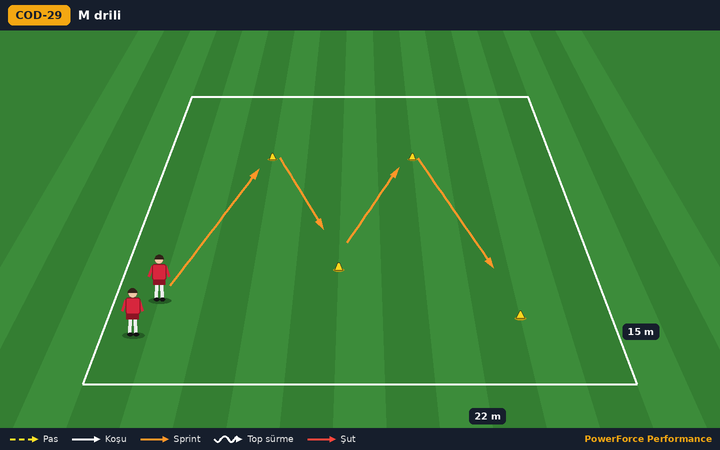 COD-29 M drili
15 m
22 m
Pas Koşu Sprint Top sürme Şut PowerForce Performance